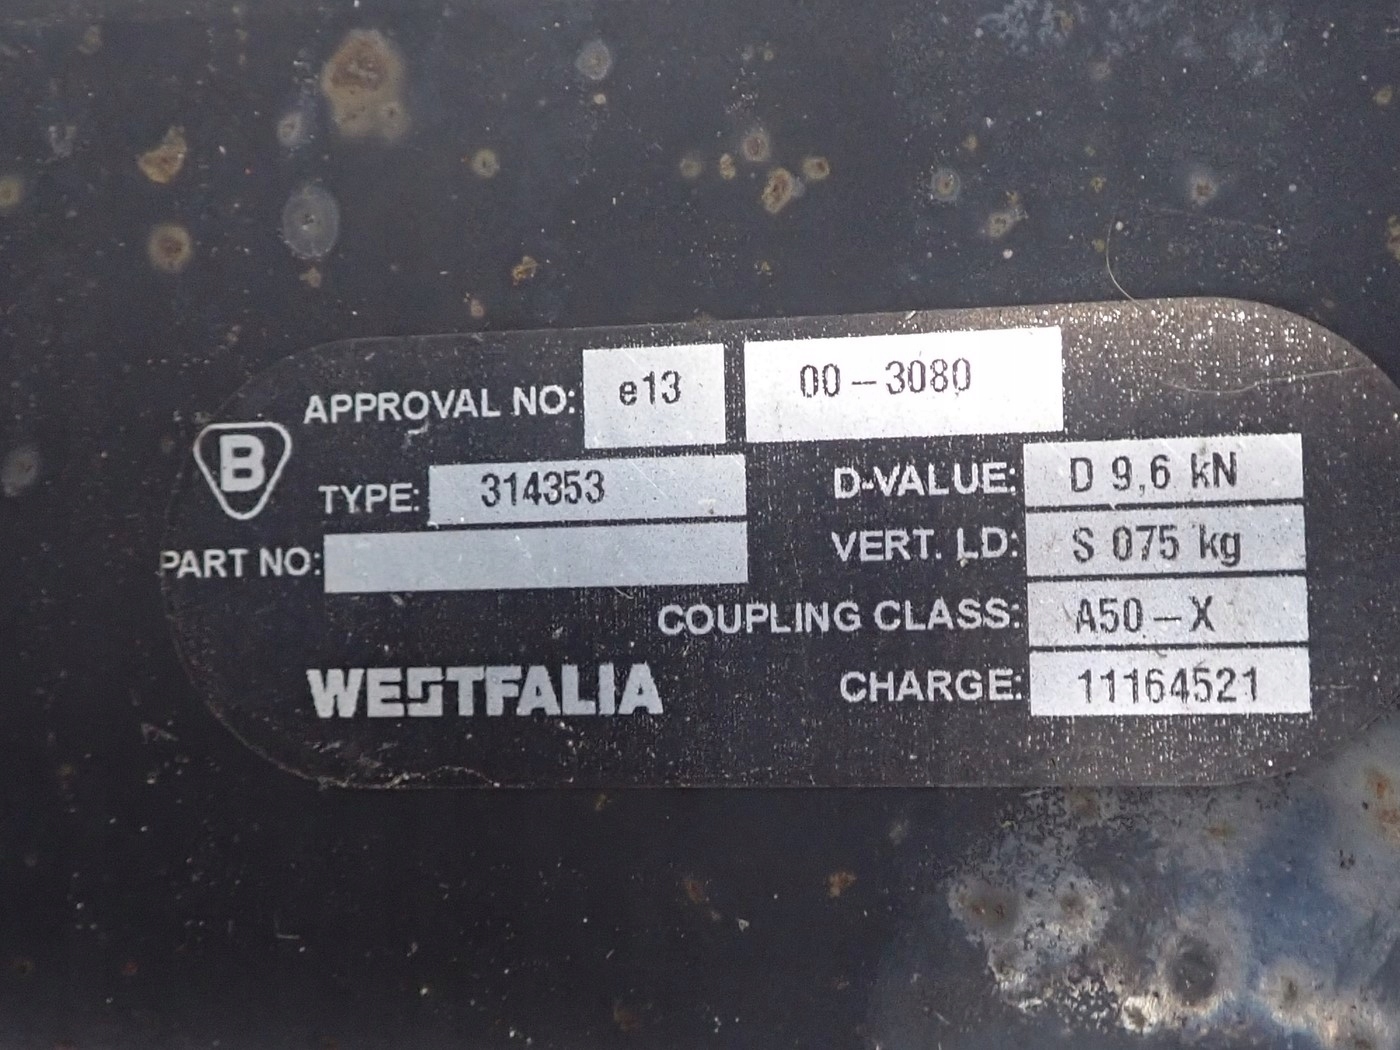 APPROVAL NO: e13 00-3080
B
TYPE: 314353
D-VALUE: D 9,6 kN
PART NO:
VERT. LD: S 075 kg
COUPLING CLASS: A50-X
WESTFALIA
CHARGE: 11164521